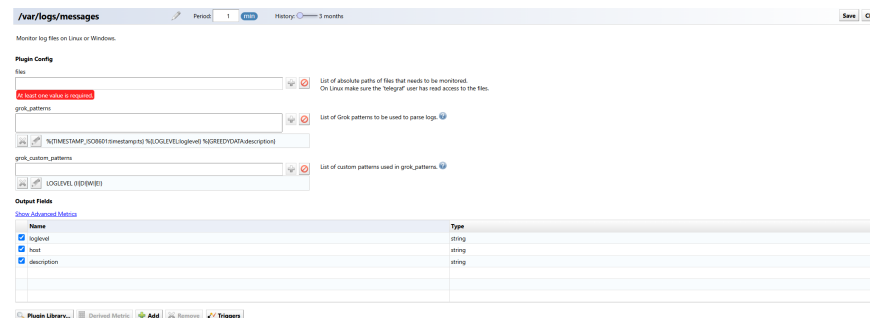 /var/logs/messages Period: 1 min History: 3 months Save
Monitor log files on Linux or Windows.
Plugin Config
files
List of absolute paths of files that needs to be monitored.
On Linux make sure the 'telegraf' user has read access to the files.
At least one value is required.
grok_patterns
List of Grok patterns to be used to parse logs.
%{TIMESTAMP_ISO8601:timestamp:ts} %{LOGLEVEL:loglevel} %{GREEDYDATA:description}
grok_custom_patterns
List of custom patterns used in grok_patterns.
LOGLEVEL (I!|D!|W!|E!)
Output Fields
Show Advanced Metrics
Name Type
loglevel string
host string
description string
Plugin Library... Derived Metric Add Remove Triggers